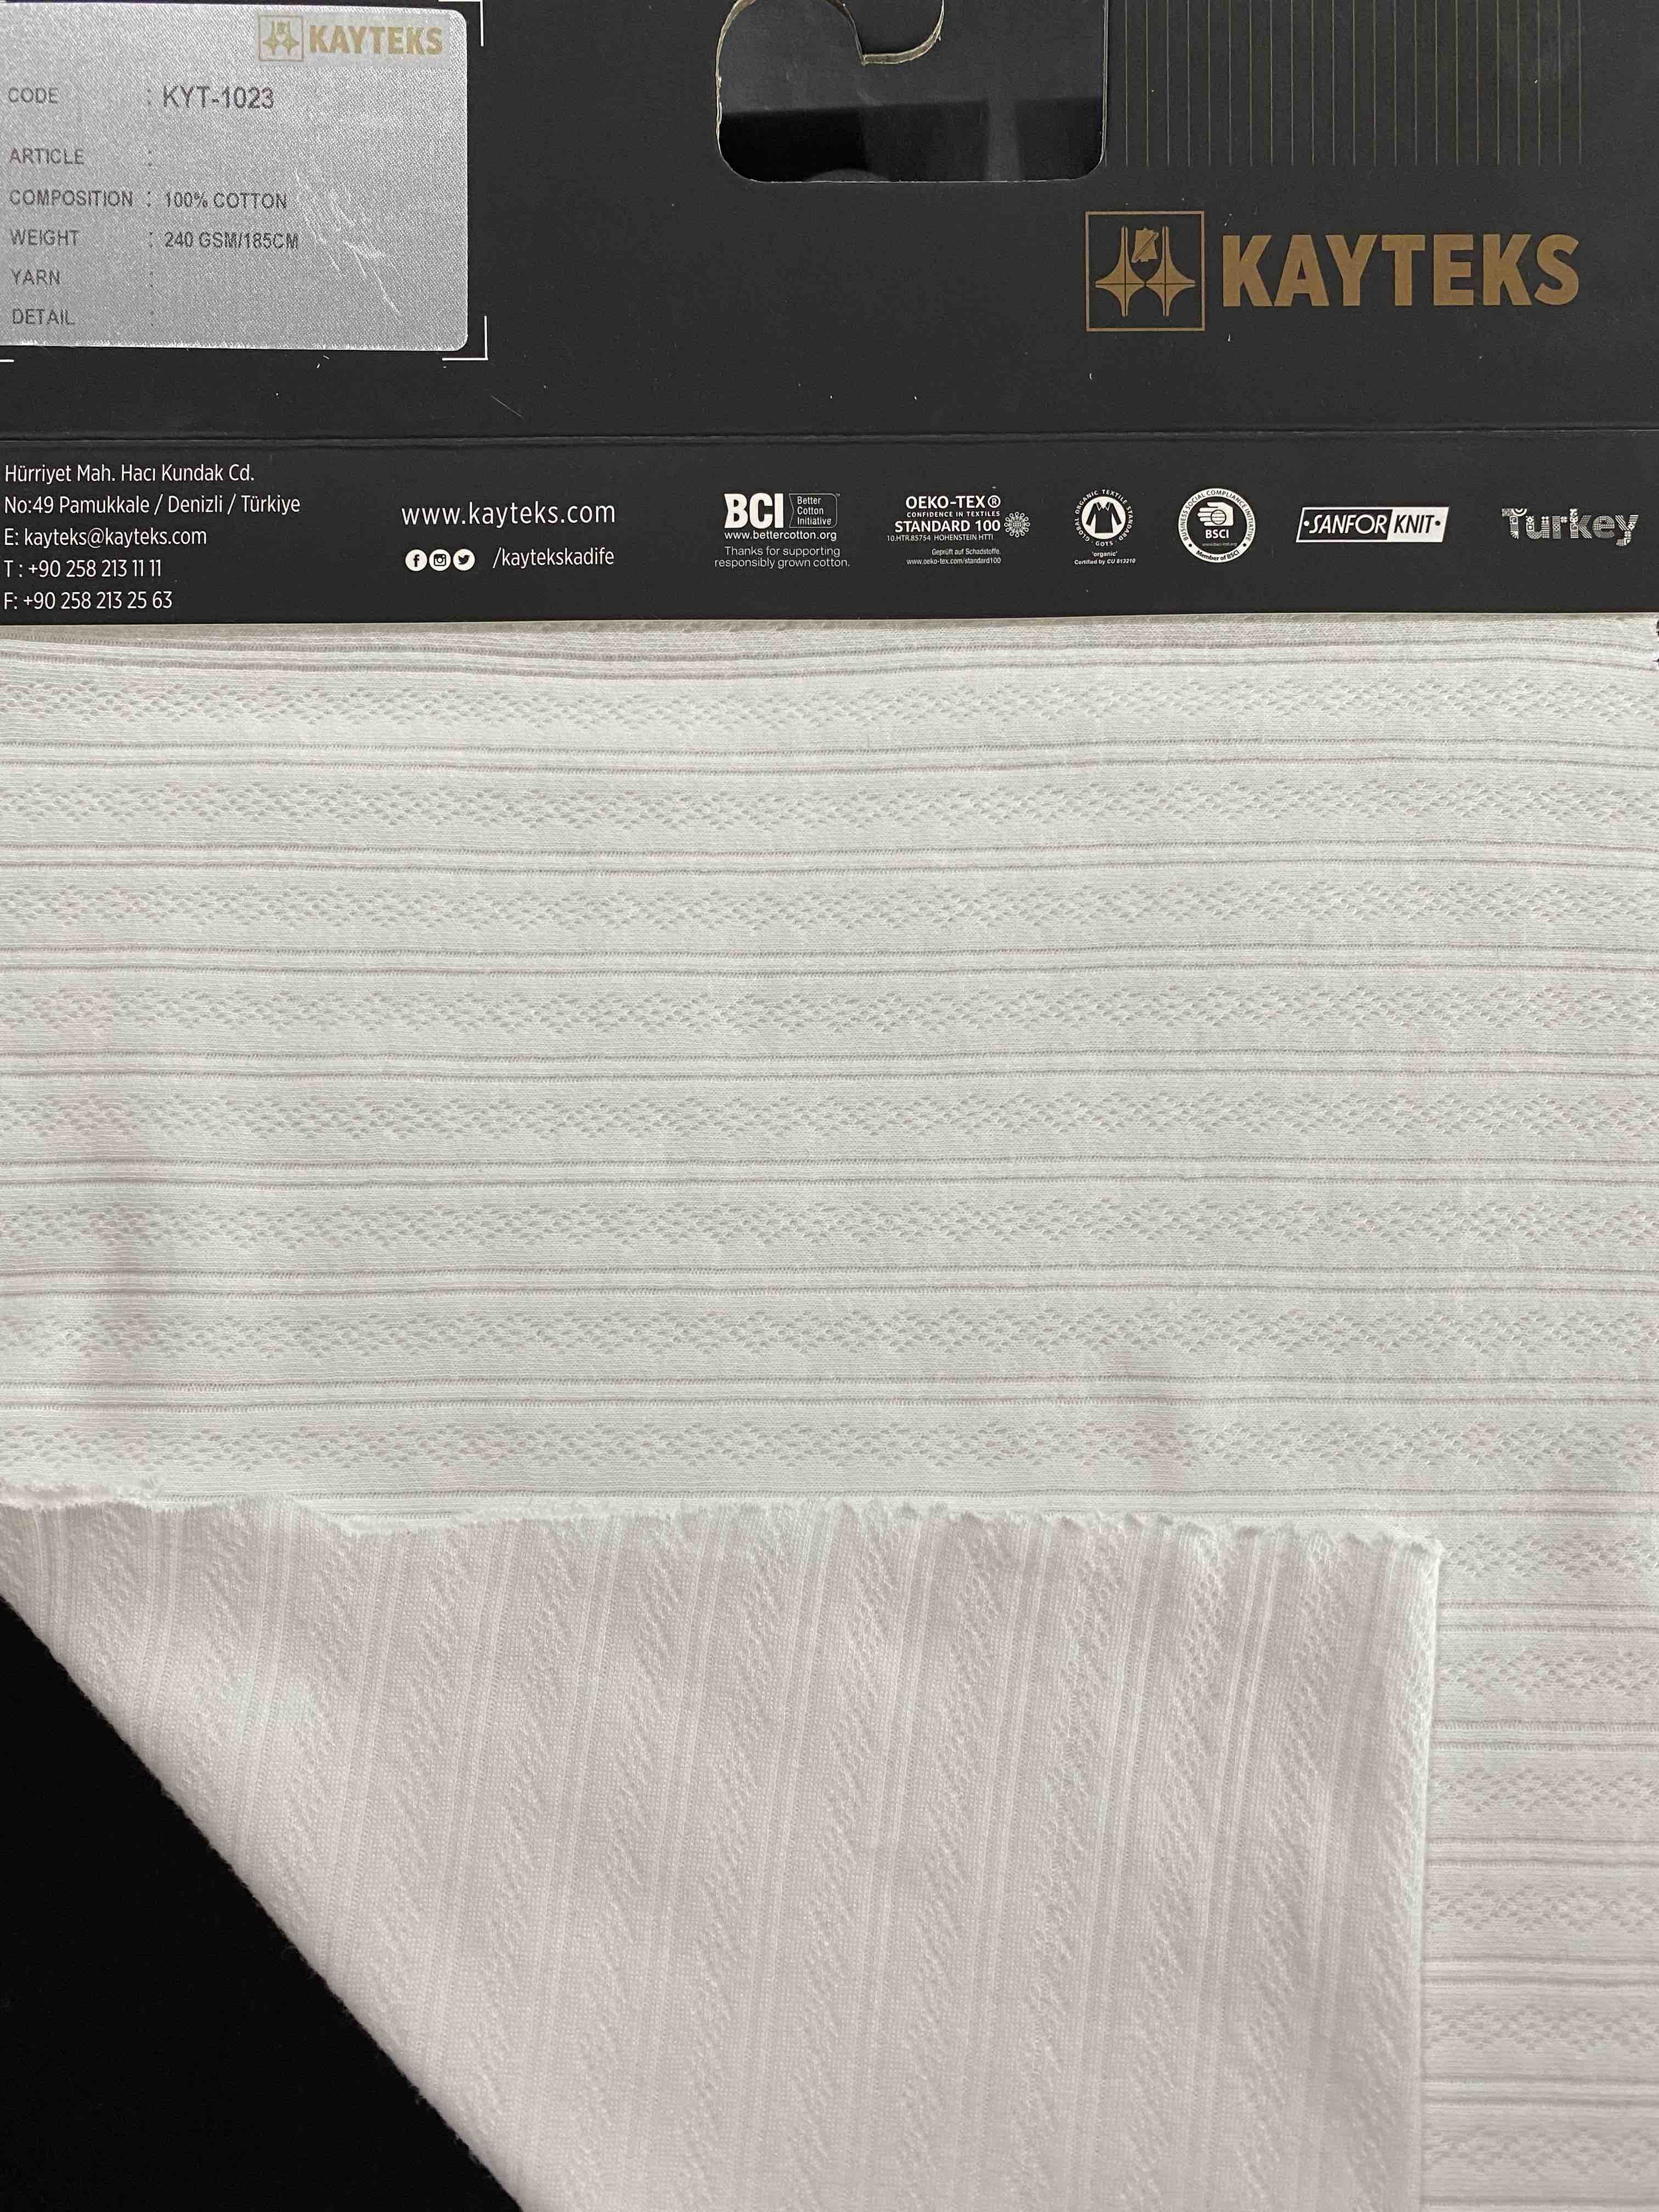 KAYTEKS
CODE : KYT-1023
ARTICLE :
COMPOSITION : 100% COTTON
WEIGHT : 240 GSM/185CM
YARN :
DETAIL :
KAYTEKS
Hürriyet Mah. Hacı Kundak Cd.
No:49 Pamukkale / Denizli / Türkiye
E: kayteks@kayteks.com
T : +90 258 213 11 11
F: +90 258 213 25 63
www.kayteks.com
/kaytekskadife
BCI
Better
Cotton
Initiative
www.bettercotton.org
Thanks for supporting
responsibly grown cotton.
OEKO-TEX®
CONFIDENCE IN TEXTILES
STANDARD 100
10.HTR.85754 HOHENSTEIN HTTI
Geprüft auf Schadstoffe.
www.oeko-tex.com/standard100
GLOBAL ORGANIC TEXTILE STANDARD
GOTS
'organic'
Certified by CU 813210
BUSINESS SOCIAL COMPLIANCE INITIATIVE
BSCI
Member of BSCI
SANFOR KNIT
Turkey